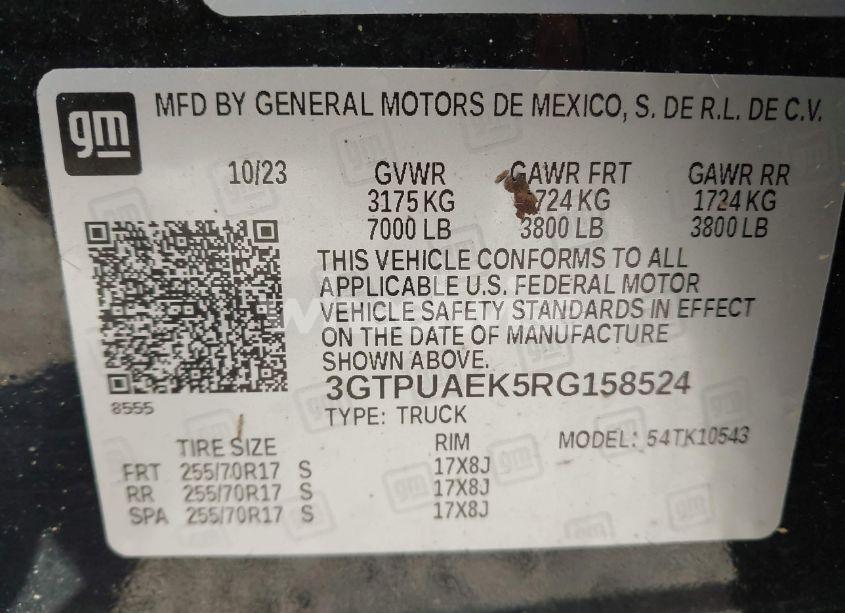 gm
MFD BY GENERAL MOTORS DE MEXICO, S. DE R.L. DE C.V.
10/23 GVWR GAWR FRT GAWR RR
3175 KG 724 KG 1724 KG
7000 LB 3800 LB 3800 LB
THIS VEHICLE CONFORMS TO ALL
APPLICABLE U.S. FEDERAL MOTOR
VEHICLE SAFETY STANDARDS IN EFFECT
ON THE DATE OF MANUFACTURE
SHOWN ABOVE.
3GTPUAEK5RG158524
8555
TYPE: TRUCK
TIRE SIZE RIM MODEL: 54TK10543
FRT 255/70R17 S 17X8J
RR 255/70R17 S 17X8J
SPA 255/70R17 S 17X8J